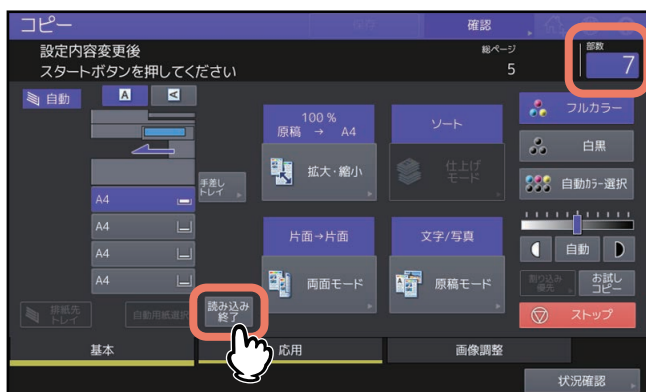 コピー
確認
設定内容変更後
スタートボタンを押してください
総ページ
5
部数
7
自動
A
A
100 %
原稿 → A4
ソート
フルカラー
白黒
拡大・縮小
仕上げ
モード
手差し
トレイ
自動カラー選択
A4
A4
A4
A4
片面→片面
文字/写真
自動
両面モード
原稿モード
割り込み
優先
お試し
コピー
排紙先
トレイ
自動用紙選択
読み込み
終了
ストップ
基本
応用
画像調整
状況確認